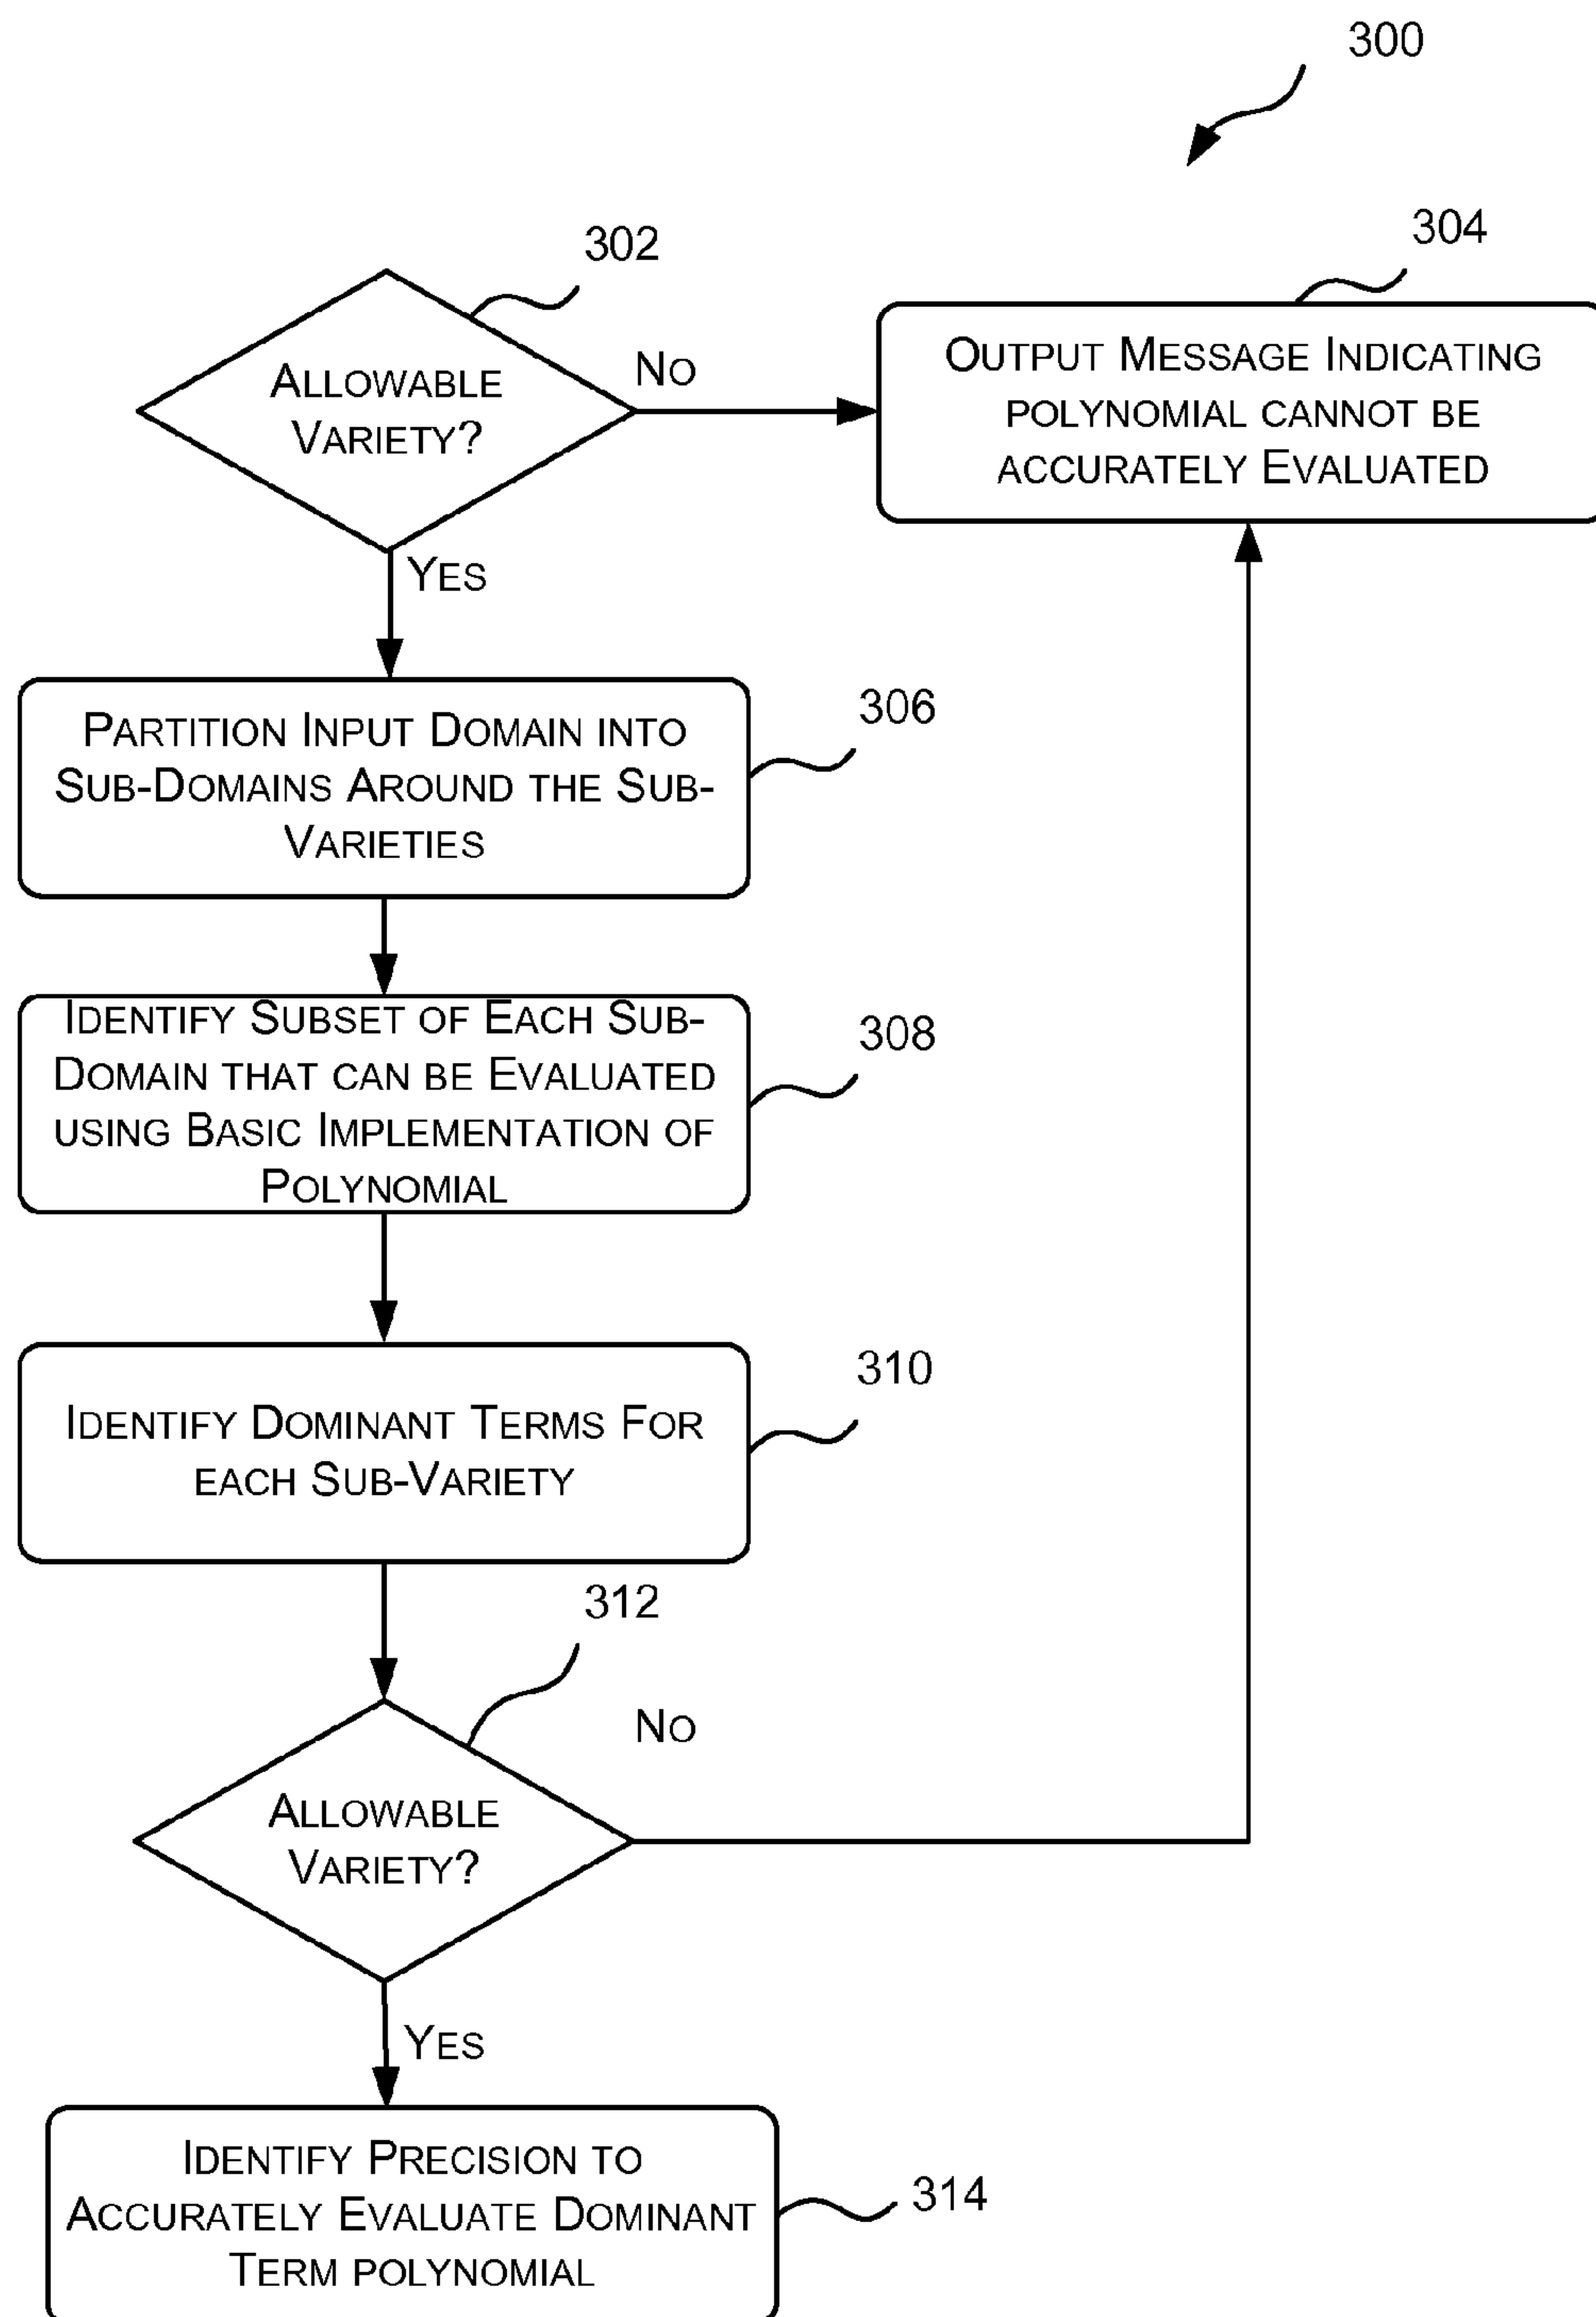 300
302
304
ALLOWABLE
VARIETY?
NO
OUTPUT MESSAGE INDICATING
POLYNOMIAL CANNOT BE
ACCURATELY EVALUATED
YES
306
PARTITION INPUT DOMAIN INTO
SUB-DOMAINS AROUND THE SUB-
VARIETIES
308
IDENTIFY SUBSET OF EACH SUB-
DOMAIN THAT CAN BE EVALUATED
USING BASIC IMPLEMENTATION OF
POLYNOMIAL
310
IDENTIFY DOMINANT TERMS FOR
EACH SUB-VARIETY
312
NO
ALLOWABLE
VARIETY?
YES
IDENTIFY PRECISION TO
ACCURATELY EVALUATE DOMINANT
TERM POLYNOMIAL
314